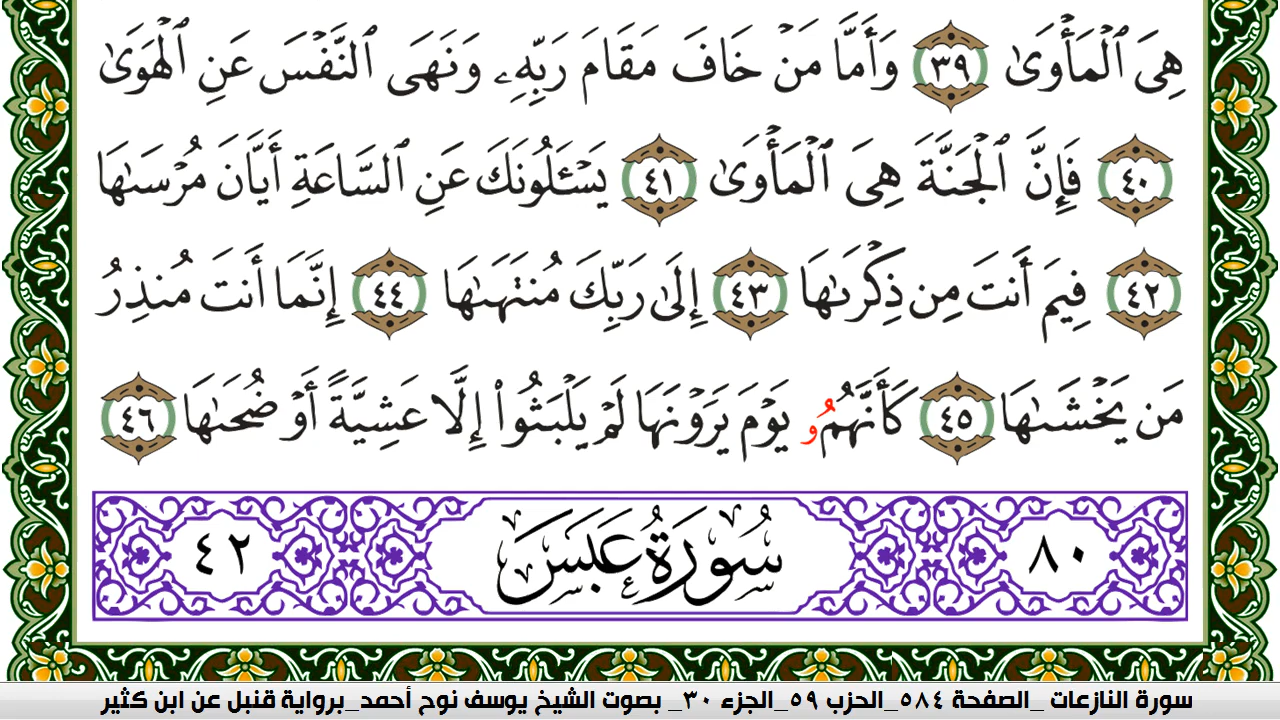 هِىَ ٱلْمَأْوَىٰ ٣٩ وَأَمَّا مَنْ خَافَ مَقَامَ رَبِّهِۦ وَنَهَى ٱلنَّفْسَ عَنِ ٱلْهَوَىٰ
٤٠ فَإِنَّ ٱلْجَنَّةَ هِىَ ٱلْمَأْوَىٰ ٤١ يَسْـَٔلُونَكَ عَنِ ٱلسَّاعَةِ أَيَّانَ مُرْسَىٰهَا
٤٢ فِيمَ أَنتَ مِن ذِكْرَىٰهَا ٤٣ إِلَىٰ رَبِّكَ مُنتَهَىٰهَا ٤٤ إِنَّمَا أَنتَ مُنذِرُ
مَن يَخْشَىٰهَا ٤٥ كَأَنَّهُمُۥ يَوْمَ يَرَوْنَهَا لَمْ يَلْبَثُوا۟ إِلَّا عَشِيَّةً أَوْ ضُحَىٰهَا ٤٦
٨٠ سُورَةُ عَبَسَ ٤٢
سورة النازعات _الصفحة ٥٨٤_الحزب ٥٩_الجزء ٣٠_ بصوت الشيخ يوسف نوح أحمد_برواية قنبل عن ابن كثير